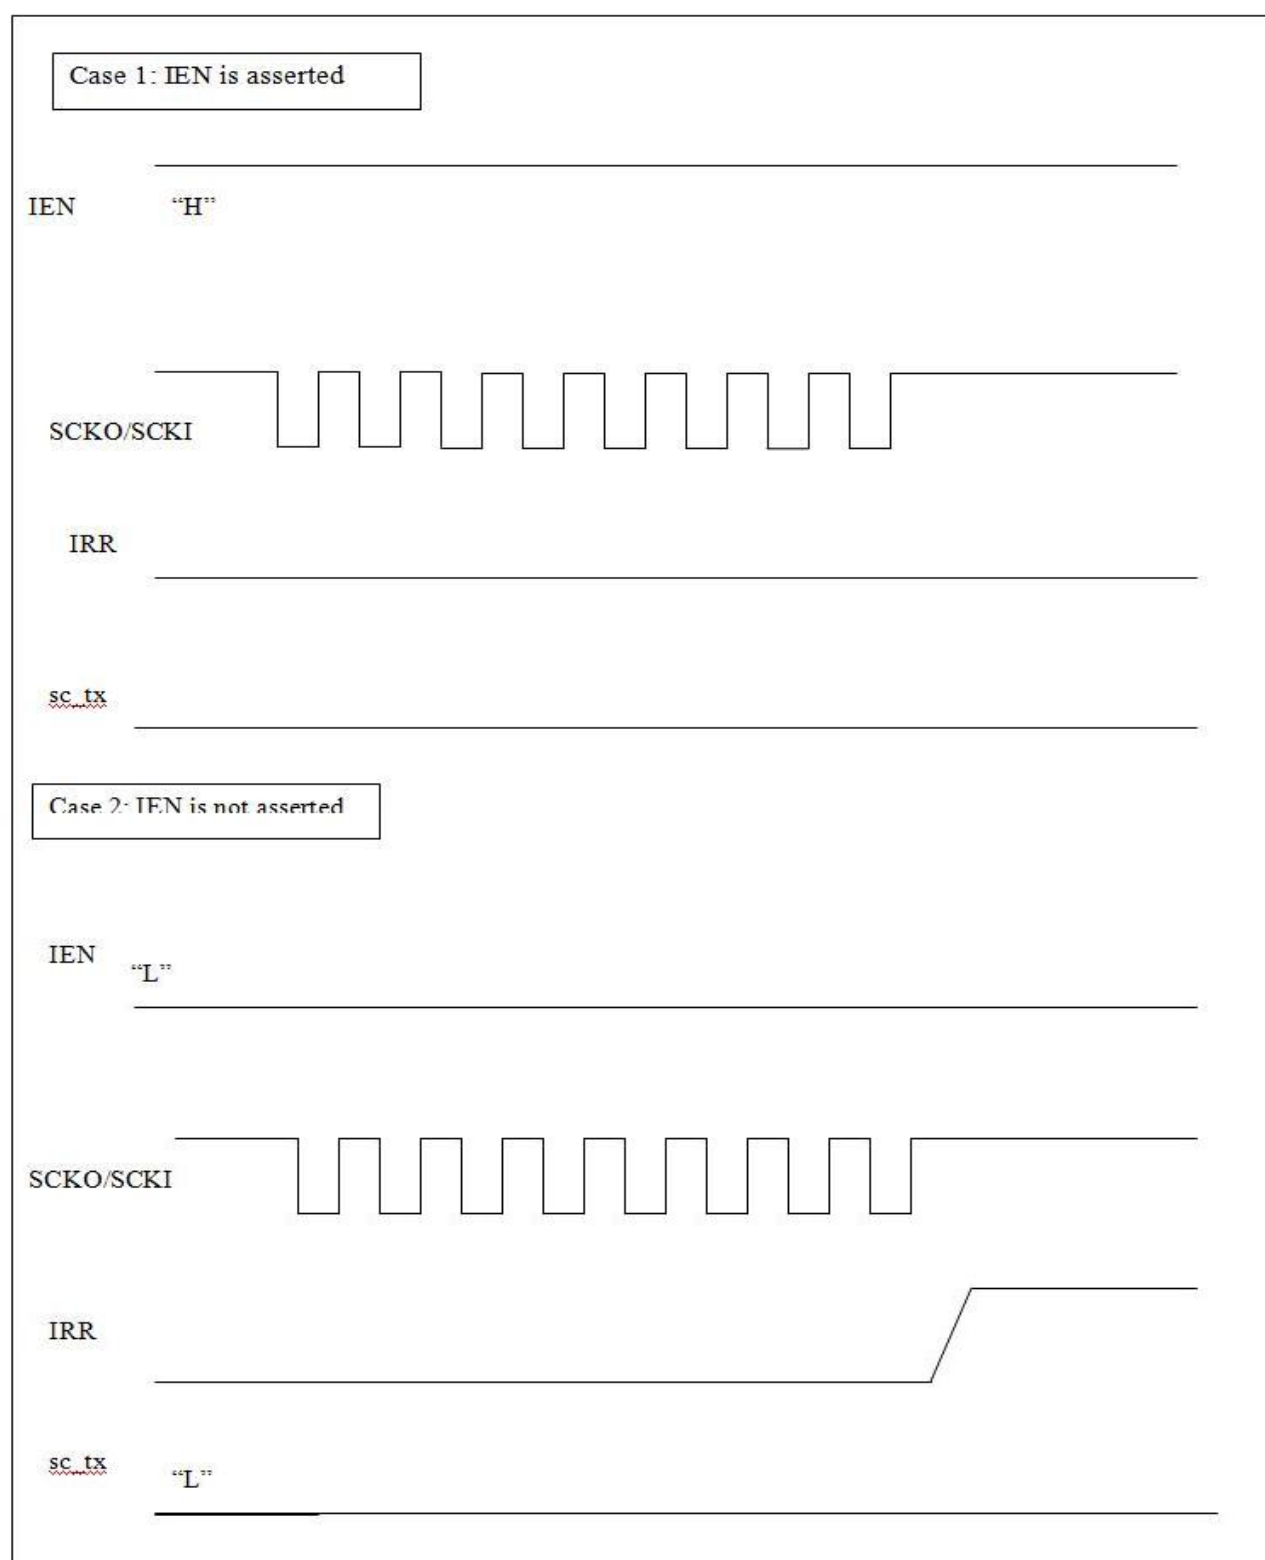 Case 1: IEN is asserted
IEN “H”
SCKO/SCKI
IRR
sc_tx
Case 2: IEN is not asserted
IEN
“L”
SCKO/SCKI
IRR
sc_tx
“L”